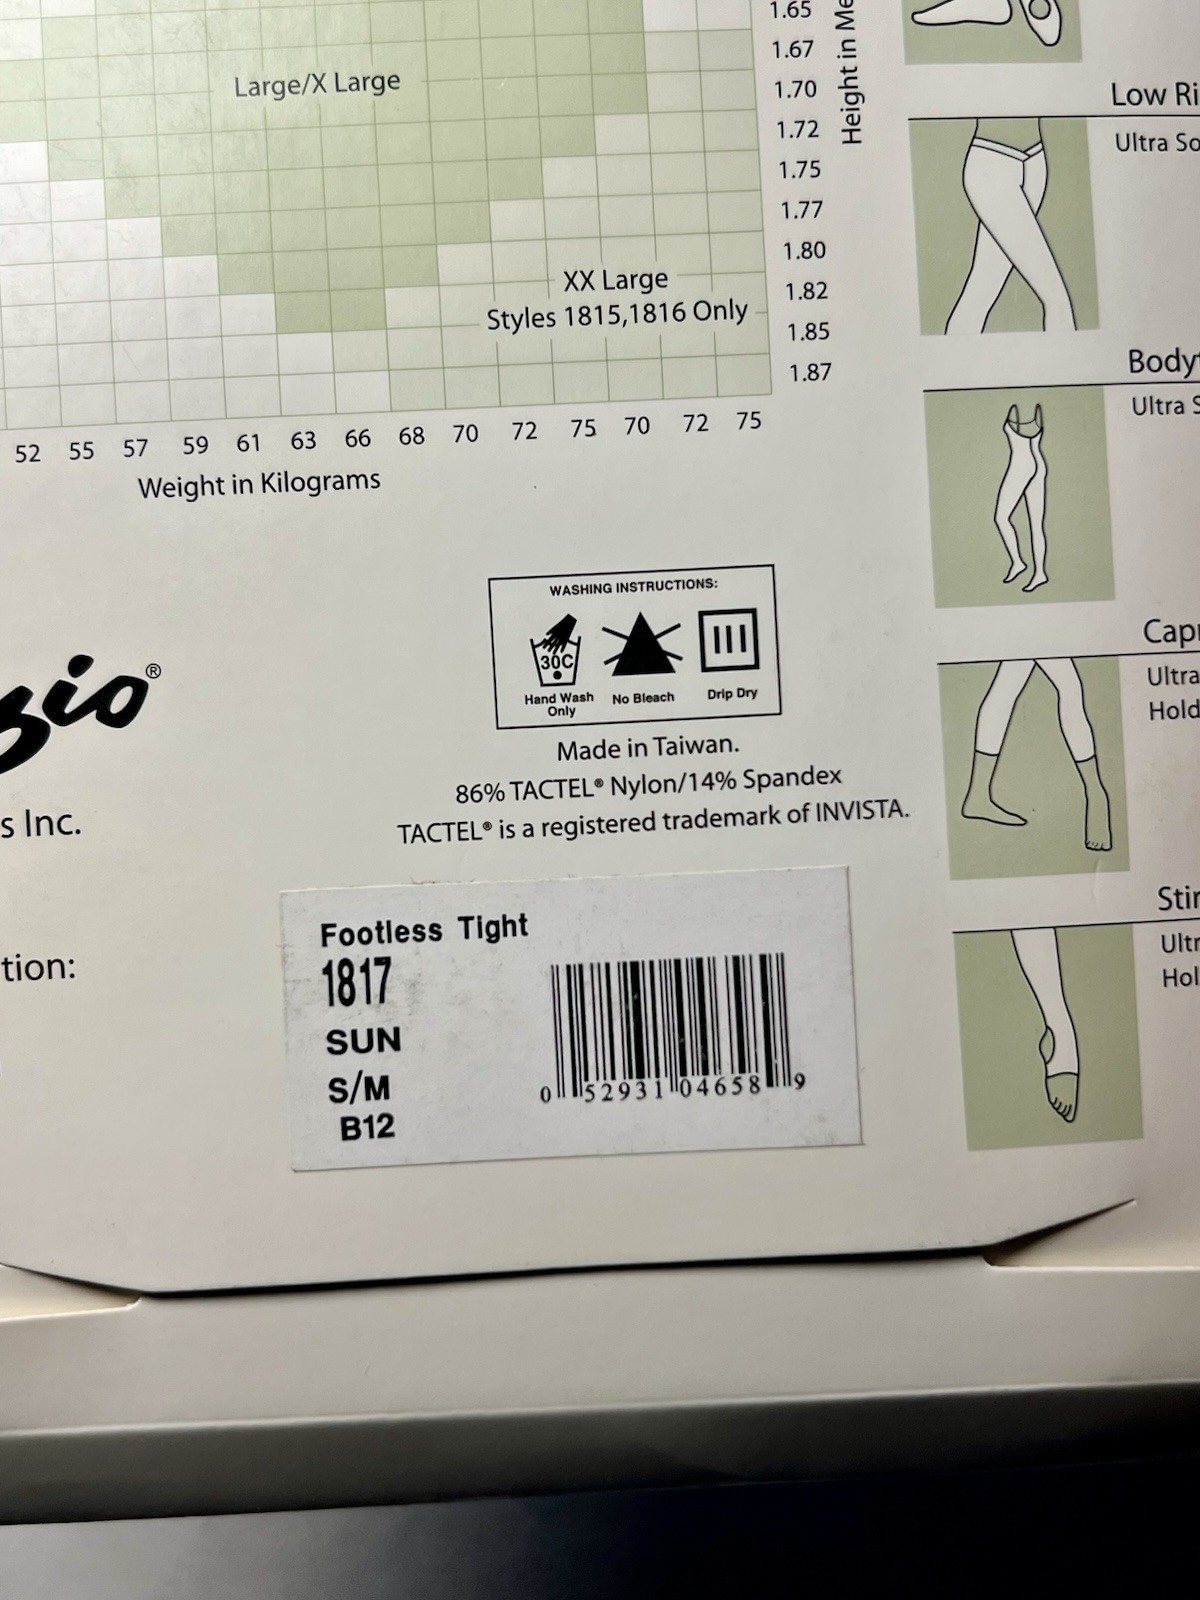 1.65
1.67
1.70
1.72
1.75
1.77
1.80
1.82
1.85
1.87
Height in Me
Large/X Large
XX Large
Styles 1815,1816 Only
52 55 57 59 61 63 66 68 70 72 75 70 72 75
Weight in Kilograms
WASHING INSTRUCTIONS:
30C
Hand Wash
Only
No Bleach
Drip Dry
Made in Taiwan.
86% TACTEL® Nylon/14% Spandex
TACTEL® is a registered trademark of INVISTA.
zio®
s Inc.
tion:
Footless Tight
1817
SUN
S/M
B12
0 52931 04658 9
Low Ri
Ultra So
Bodyt
Ultra S
Capr
Ultra
Hold
Stir
Ultr
Hol